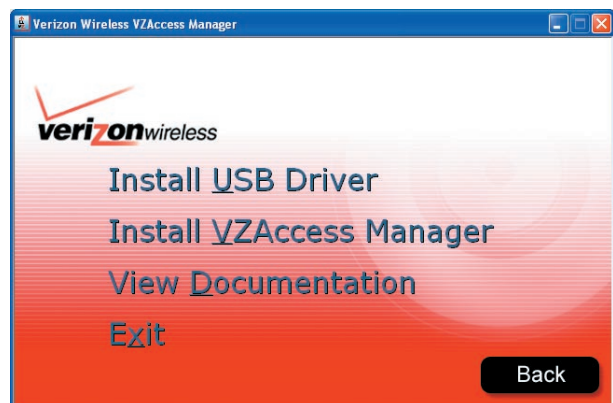 Verizon Wireless VZAccess Manager
verizonwireless
Install USB Driver
Install VZAccess Manager
View Documentation
Exit
Back